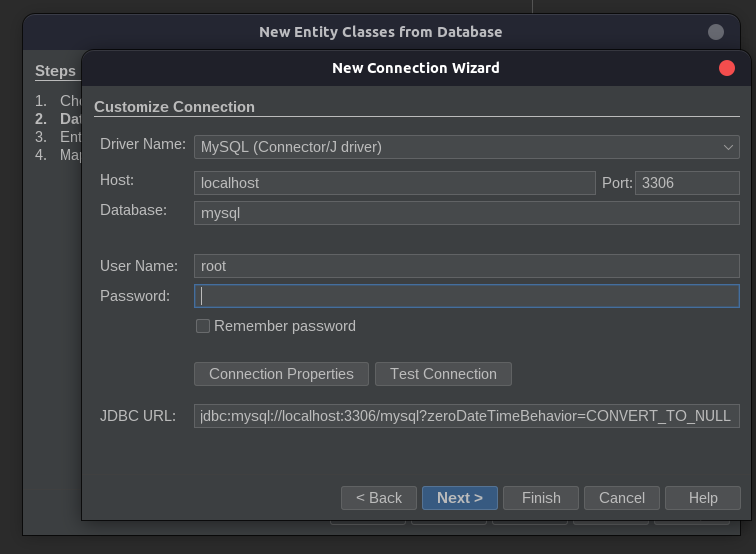 New Entity Classes from Database
Steps
New Connection Wizard
1. Ch
2. Dat
3. Ent
4. Ma
Customize Connection
Driver Name: MySQL (Connector/J driver)
Host: localhost Port: 3306
Database: mysql
User Name: root
Password:
Remember password
Connection Properties Test Connection
JDBC URL: jdbc:mysql://localhost:3306/mysql?zeroDateTimeBehavior=CONVERT_TO_NULL
< Back Next > Finish Cancel Help